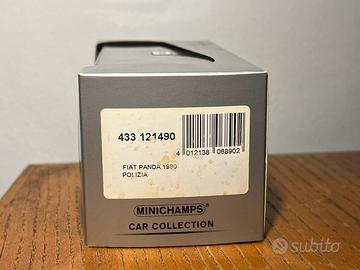 433 121490
4 012138 068902
FIAT PANDA 1980
POLIZIA
MINICHAMPS®
CAR COLLECTION
subito